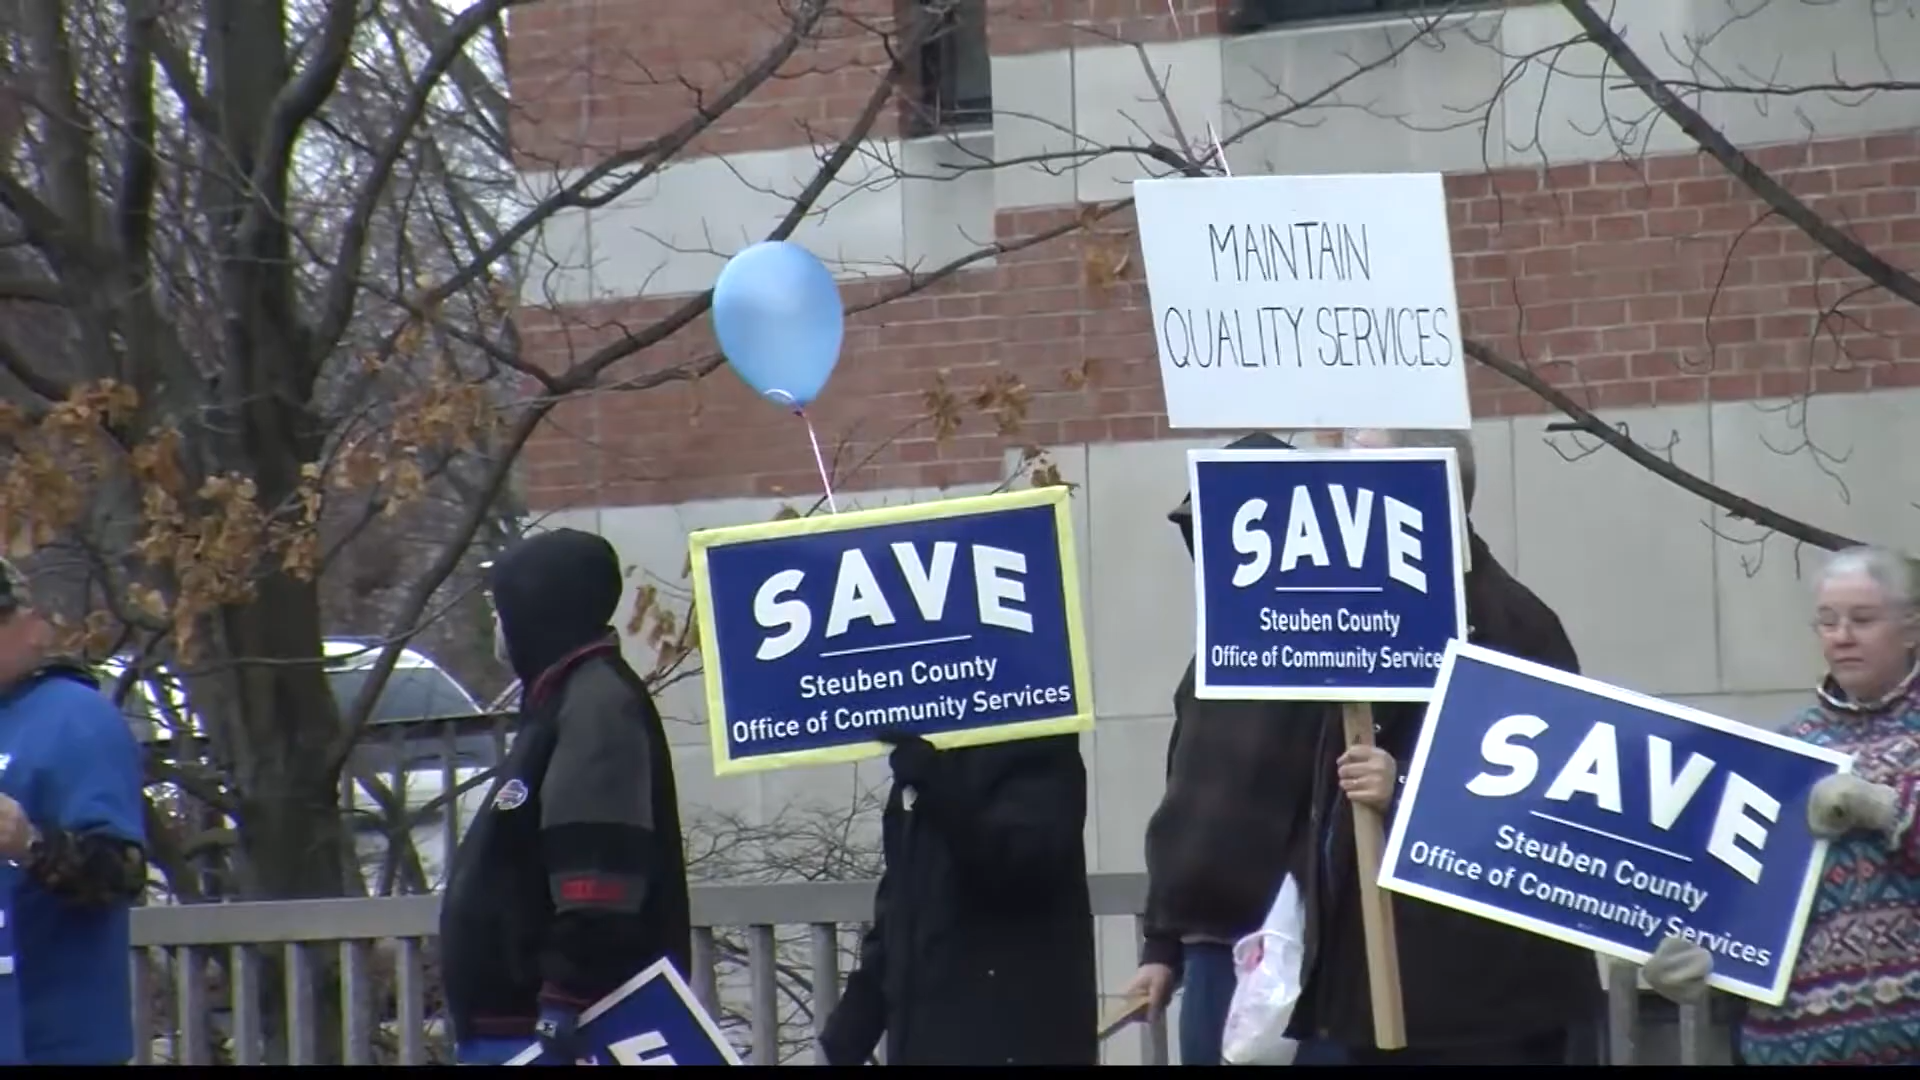 MAINTAIN
QUALITY SERVICES
SAVE
Steuben County
Office of Community Services
SAVE
Steuben County
Office of Community Service
SAVE
Steuben County
Office of Community Services
E